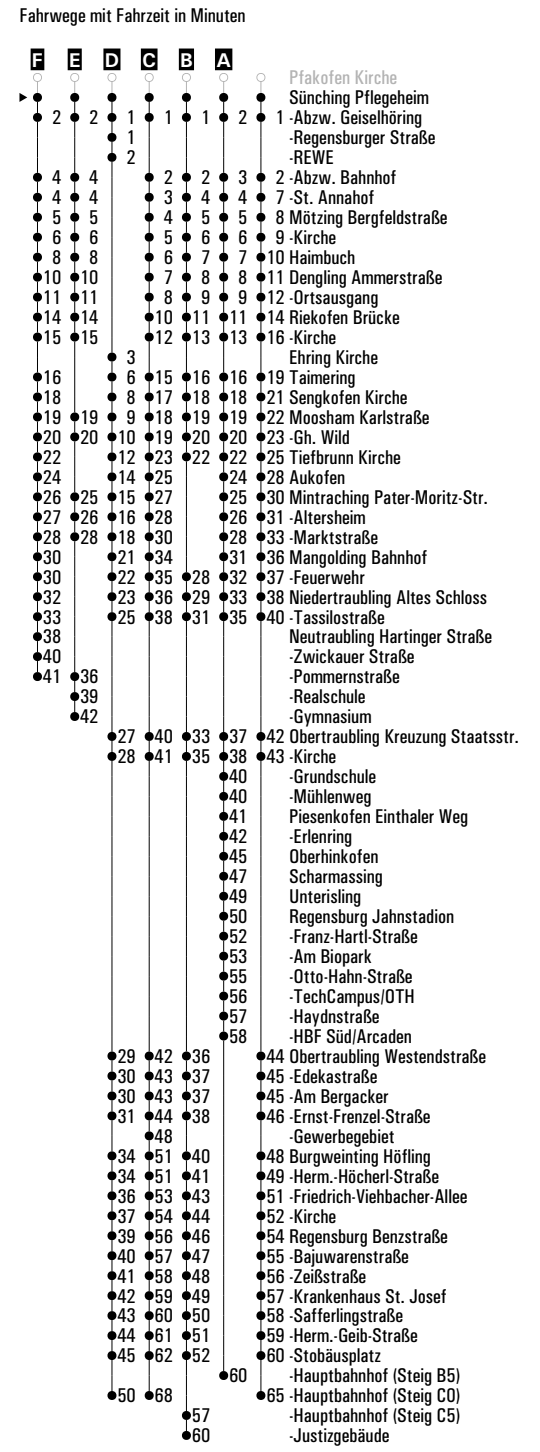 Fahrwege mit Fahrzeit in Minuten
F E D C B A
Pfakofen Kirche
Sünching Pflegeheim
2 2 1 1 1 2 1 -Abzw. Geiselhöring
1 -Regensburger Straße
2 -REWE
4 4 2 2 3 2 -Abzw. Bahnhof
4 4 3 4 4 7 -St. Annahof
5 5 4 5 5 8 Mötzing Bergfeldstraße
6 6 5 6 6 9 -Kirche
8 8 6 7 7 10 Haimbuch
10 10 7 8 8 11 Dengling Ammerstraße
11 11 8 9 9 12 -Ortsausgang
14 14 10 11 11 14 Riekofen Brücke
15 15 12 13 13 16 -Kirche
3 Ehring Kirche
16 6 15 16 16 19 Taimering
18 8 17 18 18 21 Sengkofen Kirche
19 19 9 18 19 19 22 Moosham Karlstraße
20 20 10 19 20 20 23 -Gh. Wild
22 12 23 22 22 25 Tiefbrunn Kirche
24 14 25 24 28 Aukofen
26 25 15 27 25 30 Mintraching Pater-Moritz-Str.
27 26 16 28 26 31 -Altersheim
28 28 18 30 28 33 -Marktstraße
30 21 34 31 36 Mangolding Bahnhof
30 22 35 28 32 37 -Feuerwehr
32 23 36 29 33 38 Niedertraubling Altes Schloss
33 25 38 31 35 40 -Tassilostraße
38 Neutraubling Hartinger Straße
40 -Zwickauer Straße
41 36 -Pommernstraße
39 -Realschule
42 -Gymnasium
27 40 33 37 42 Obertraubling Kreuzung Staatsstr.
28 41 35 38 43 -Kirche
40 -Grundschule
40 -Mühlenweg
41 Piesenkofen Einthaler Weg
42 -Erlenring
45 Oberhinkofen
47 Scharmassing
49 Unterisling
50 Regensburg Jahnstadion
52 -Franz-Hartl-Straße
53 -Am Biopark
55 -Otto-Hahn-Straße
56 -TechCampus/OTH
57 -Haydnstraße
58 -HBF Süd/Arcaden
29 42 36 44 Obertraubling Westendstraße
30 43 37 45 -Edekastraße
30 43 37 45 -Am Bergacker
31 44 38 46 -Ernst-Frenzel-Straße
48 -Gewerbegebiet
34 51 40 48 Burgweinting Höfling
34 51 41 49 -Herm.-Höcherl-Straße
36 53 43 51 -Friedrich-Viehbacher-Allee
37 54 44 52 -Kirche
39 56 46 54 Regensburg Benzstraße
40 57 47 55 -Bajuwarenstraße
41 58 48 56 -Zeißstraße
42 59 49 57 -Krankenhaus St. Josef
43 60 50 58 -Safferlingstraße
44 61 51 59 -Herm.-Geib-Straße
45 62 52 60 -Stobäusplatz
60 -Hauptbahnhof (Steig B5)
50 68 65 -Hauptbahnhof (Steig C0)
57 -Hauptbahnhof (Steig C5)
60 -Justizgebäude